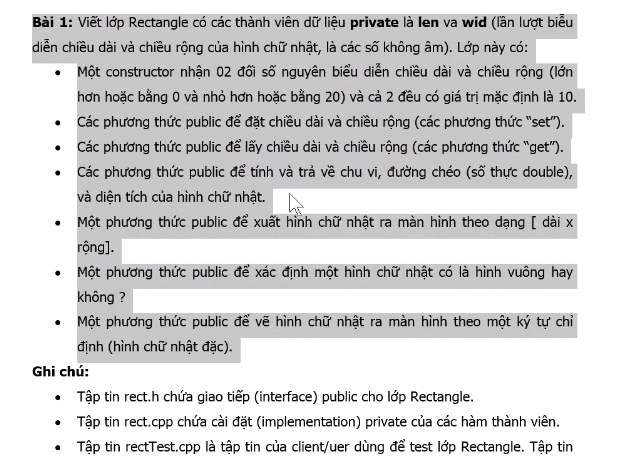 Bài 1: Viết lớp Rectangle có các thành viên dữ liệu private là len va wid (lần lượt biểu
diễn chiều dài và chiều rộng của hình chữ nhật, là các số không âm). Lớp này có:
• Một constructor nhận 02 đối số nguyên biểu diễn chiều dài và chiều rộng (lớn
hơn hoặc bằng 0 và nhỏ hơn hoặc bằng 20) và cả 2 đều có giá trị mặc định là 10.
• Các phương thức public để đặt chiều dài và chiều rộng (các phương thức “set”).
• Các phương thức public để lấy chiều dài và chiều rộng (các phương thức “get”).
• Các phương thức public để tính và trả về chu vi, đường chéo (số thực double),
và diện tích của hình chữ nhật.
• Một phương thức public để xuất hình chữ nhật ra màn hình theo dạng [ dài x
rộng].
• Một phương thức public để xác định một hình chữ nhật có là hình vuông hay
không ?
• Một phương thức public để vẽ hình chữ nhật ra màn hình theo một ký tự chỉ
định (hình chữ nhật đặc).
Ghi chú:
• Tập tin rect.h chứa giao tiếp (interface) public cho lớp Rectangle.
• Tập tin rect.cpp chứa cài đặt (implementation) private của các hàm thành viên.
• Tập tin rectTest.cpp là tập tin của client/uer dùng để test lớp Rectangle. Tập tin